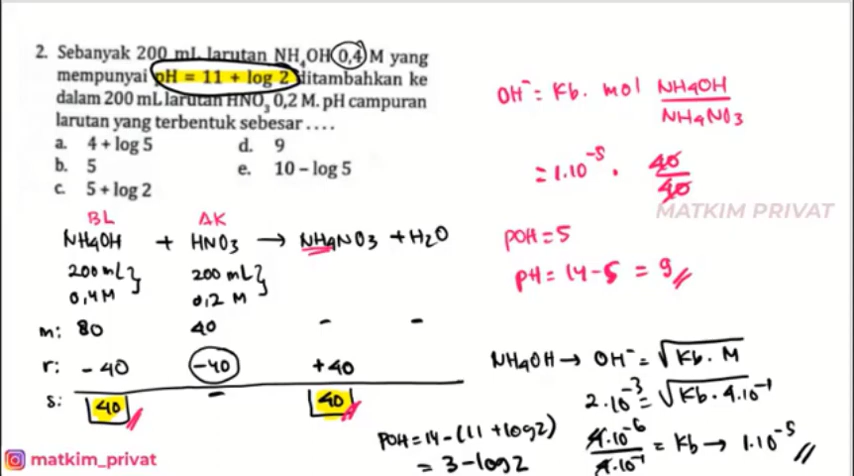 2. Sebanyak 200 mL larutan NH₄OH 0,4 M yang
mempunyai pH = 11 + log 2 ditambahkan ke
dalam 200 mL larutan HNO₃ 0,2 M. pH campuran
larutan yang terbentuk sebesar . . . .
a. 4 + log 5
b. 5
c. 5 + log 2
d. 9
e. 10 – log 5
BL AK
NH4OH + HNO3 → NH4NO3 + H2O
200 mL} 200 mL}
0,4 M 0,2 M
m: 80 40 - -
r: -40 -40 +40
s: 40 - 40
OH⁻ = Kb. mol NH4OH / NH4NO3
= 1.10⁻⁵ . 40/40
MATKIM PRIVAT
pOH = 5
pH = 14 - 5 = 9
NH4OH → OH⁻ = √Kb. M
2.10⁻³ = √Kb. 4.10⁻¹
4.10⁻⁶ / 4.10⁻¹ = Kb → 1.10⁻⁵
pOH = 14 - (11 + log 2)
= 3 - log 2
matkim_privat